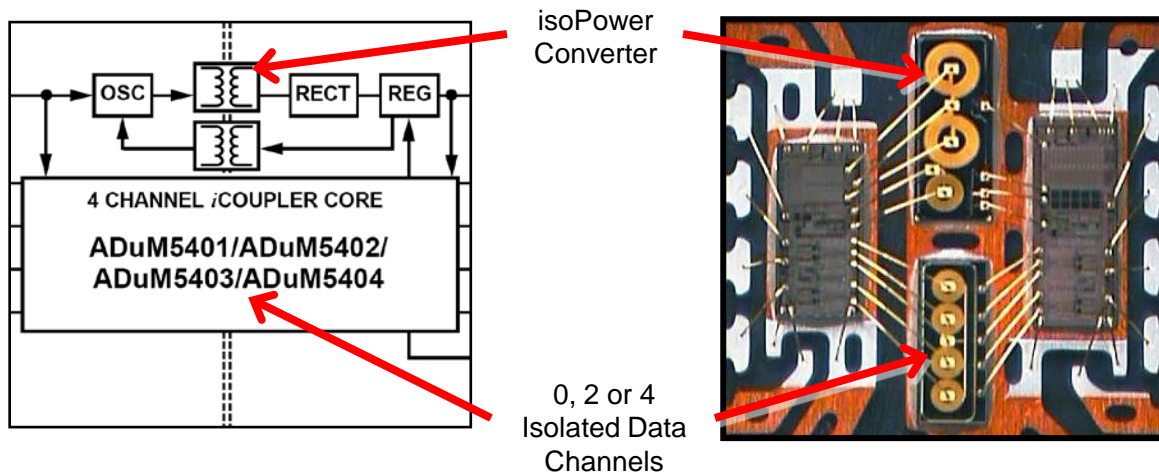 isoPower
Converter
OSC
RECT
REG
4 CHANNEL iCOUPLER CORE
ADuM5401/ADuM5402/
ADuM5403/ADuM5404
0, 2 or 4
Isolated Data
Channels